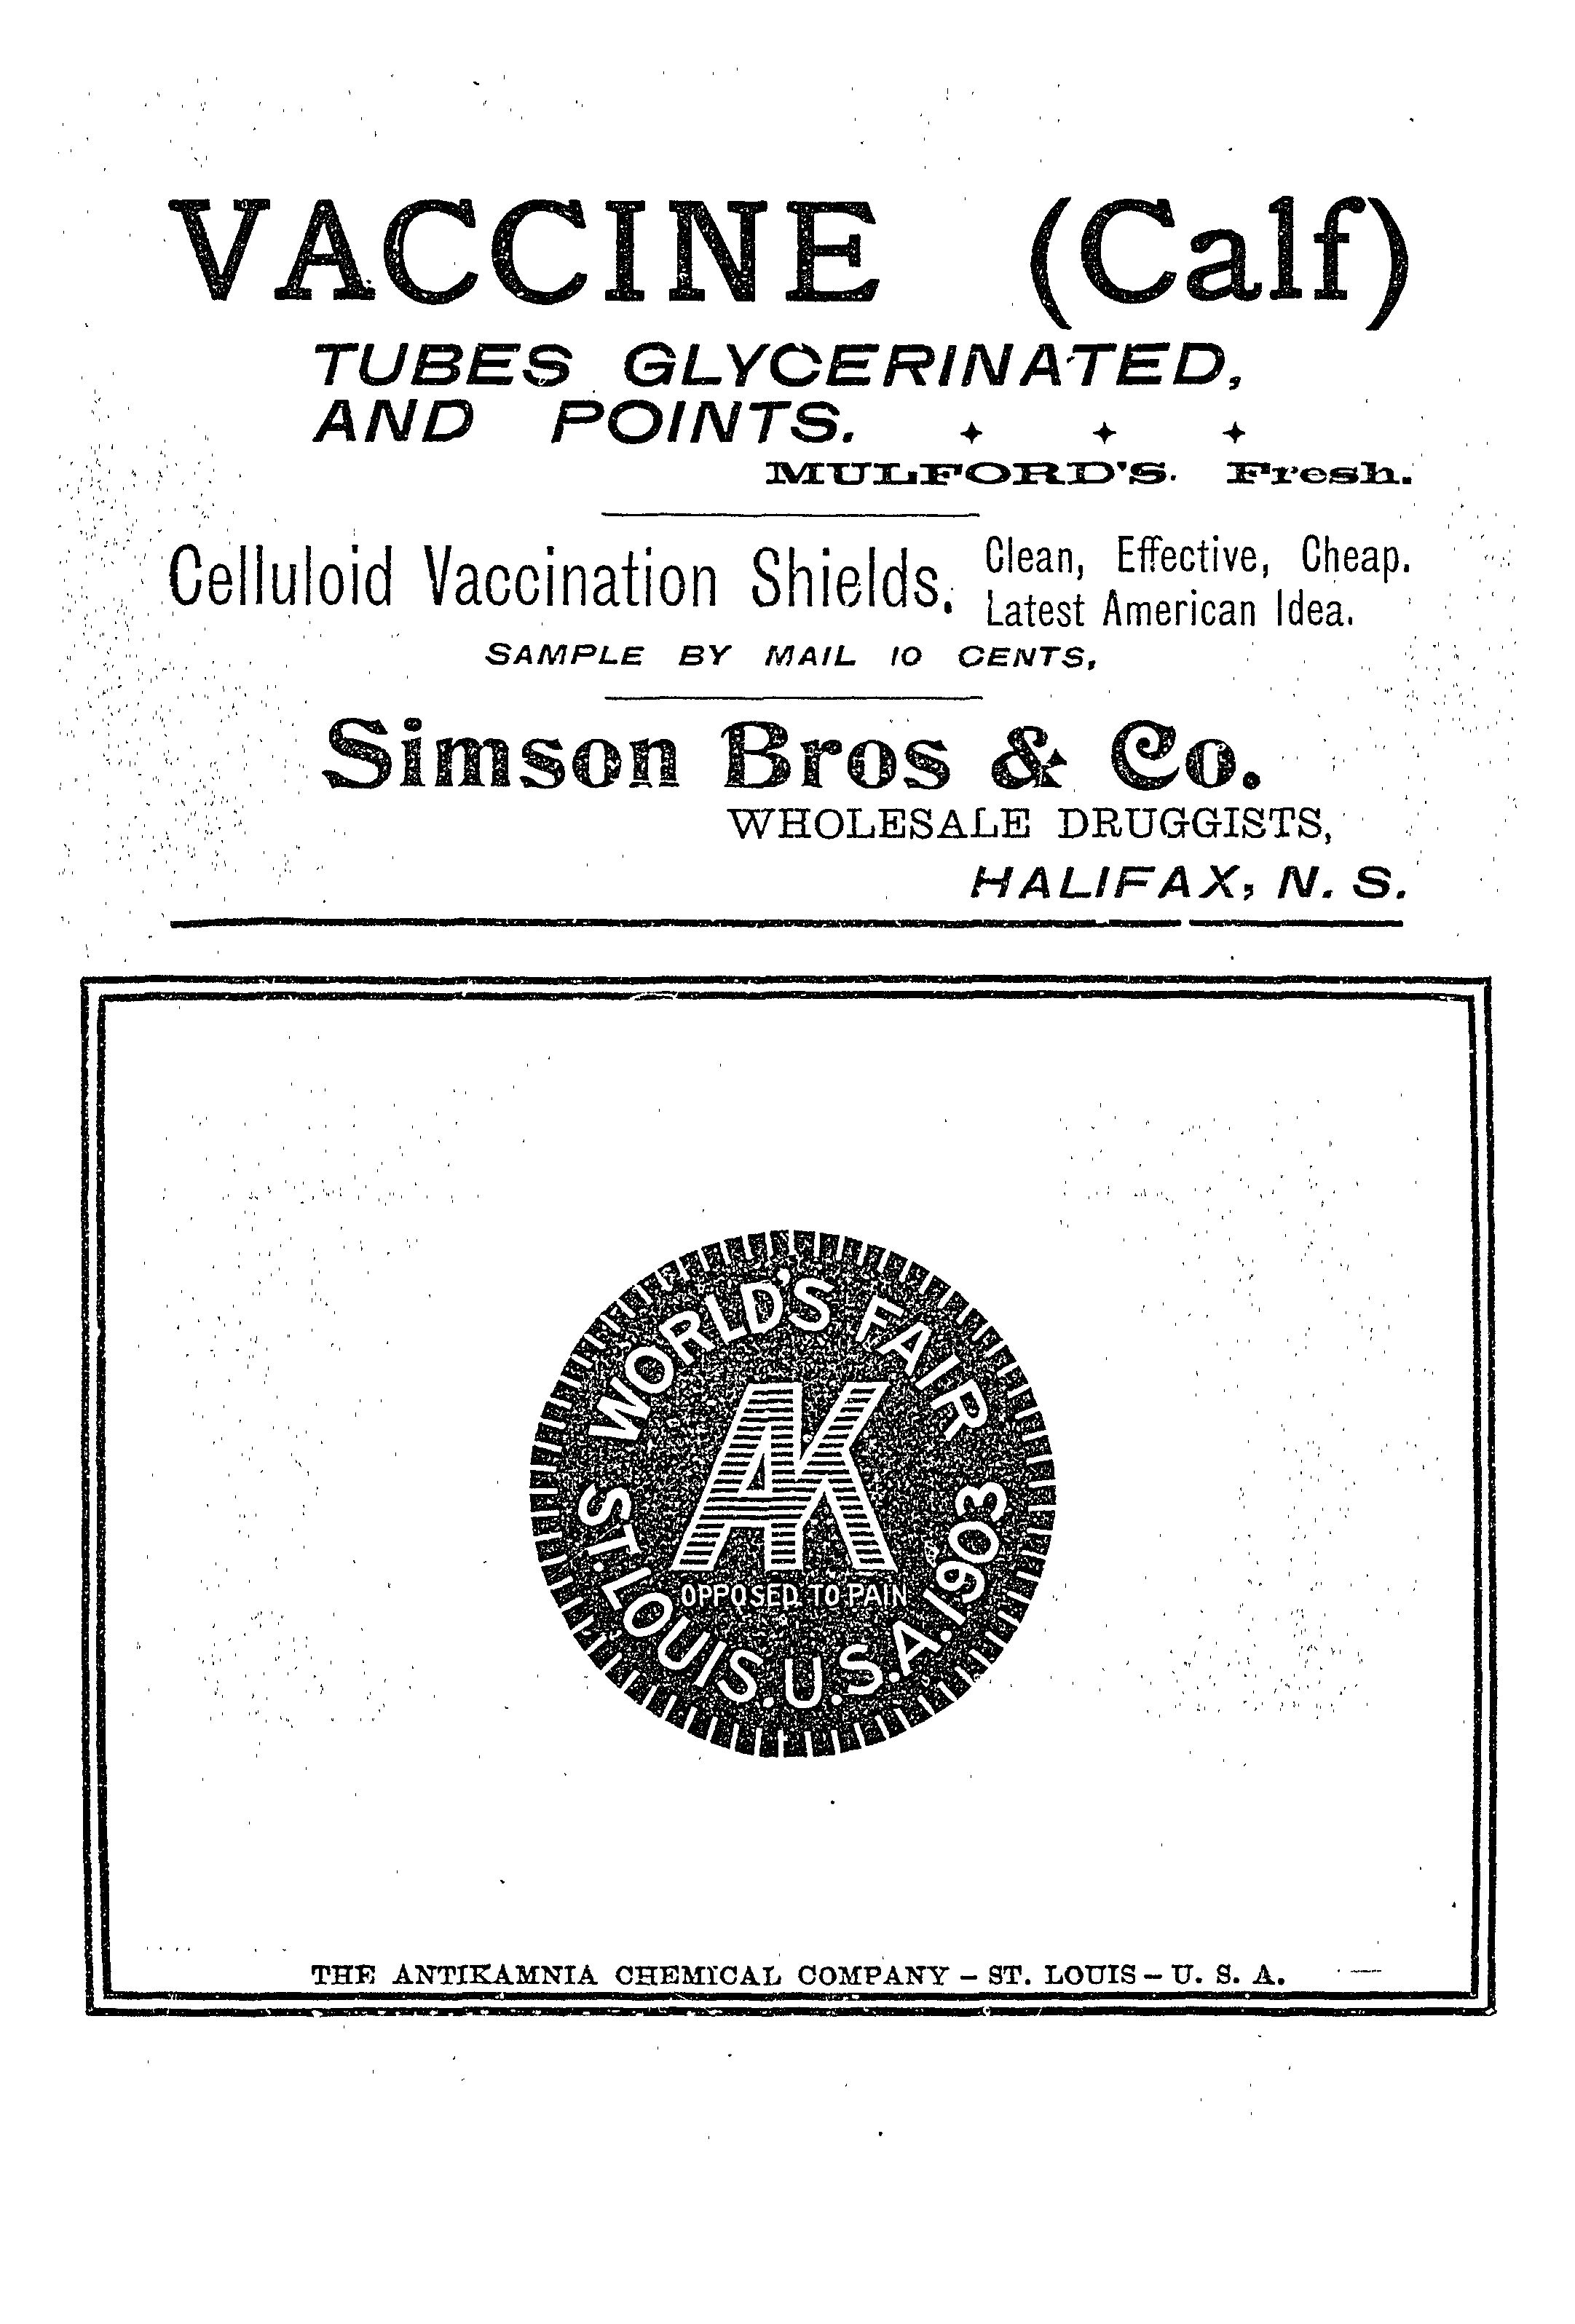 VACCINE (Calf)
TUBES GLYCERINATED,
AND POINTS. ✦ ✦ ✦
MULFORD'S. Fresh.
Celluloid Vaccination Shields. Clean, Effective, Cheap.
Latest American Idea.
SAMPLE BY MAIL 10 CENTS,
Simson Bros & Co.
WHOLESALE DRUGGISTS,
HALIFAX, N. S.
WORLD'S FAIR
AK
OPPOSED TO PAIN
ST. LOUIS. U.S.A. 1903
THE ANTIKAMNIA CHEMICAL COMPANY – ST. LOUIS – U. S. A.